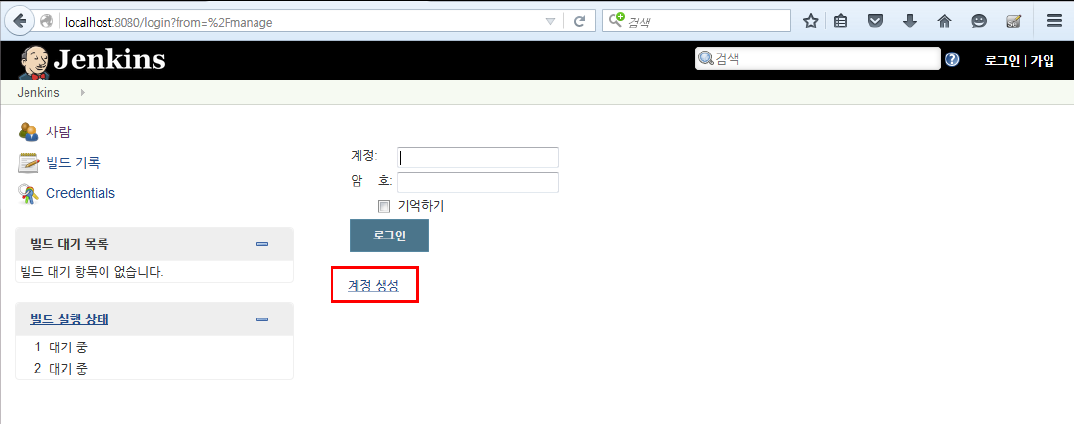 localhost:8080/login?from=%2Fmanage
검색
Jenkins
검색
로그인 | 가입
Jenkins
사람
빌드 기록
Credentials
빌드 대기 목록
빌드 대기 항목이 없습니다.
빌드 실행 상태
1 대기 중
2 대기 중
계정:
암 호:
기억하기
로그인
계정 생성